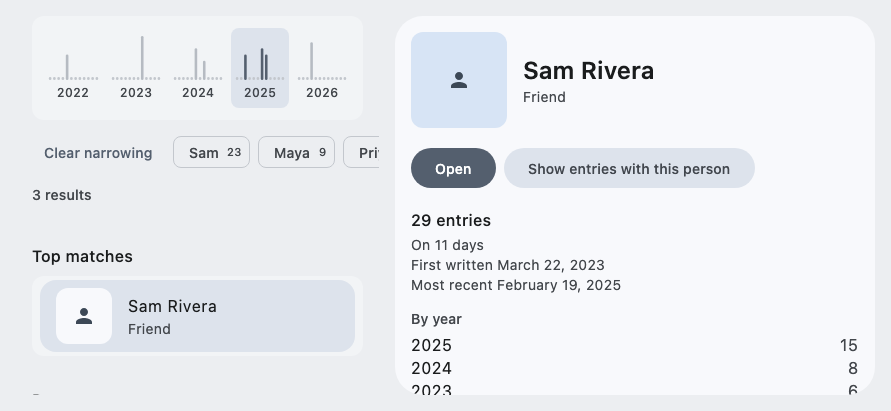 2022 2023 2024 2025 2026
Clear narrowing Sam 23 Maya 9
3 results
Top matches
Sam Rivera
Friend
Sam Rivera
Friend
Open Show entries with this person
29 entries
On 11 days
First written March 22, 2023
Most recent February 19, 2025
By year
2025 15
2024 8
2023 6